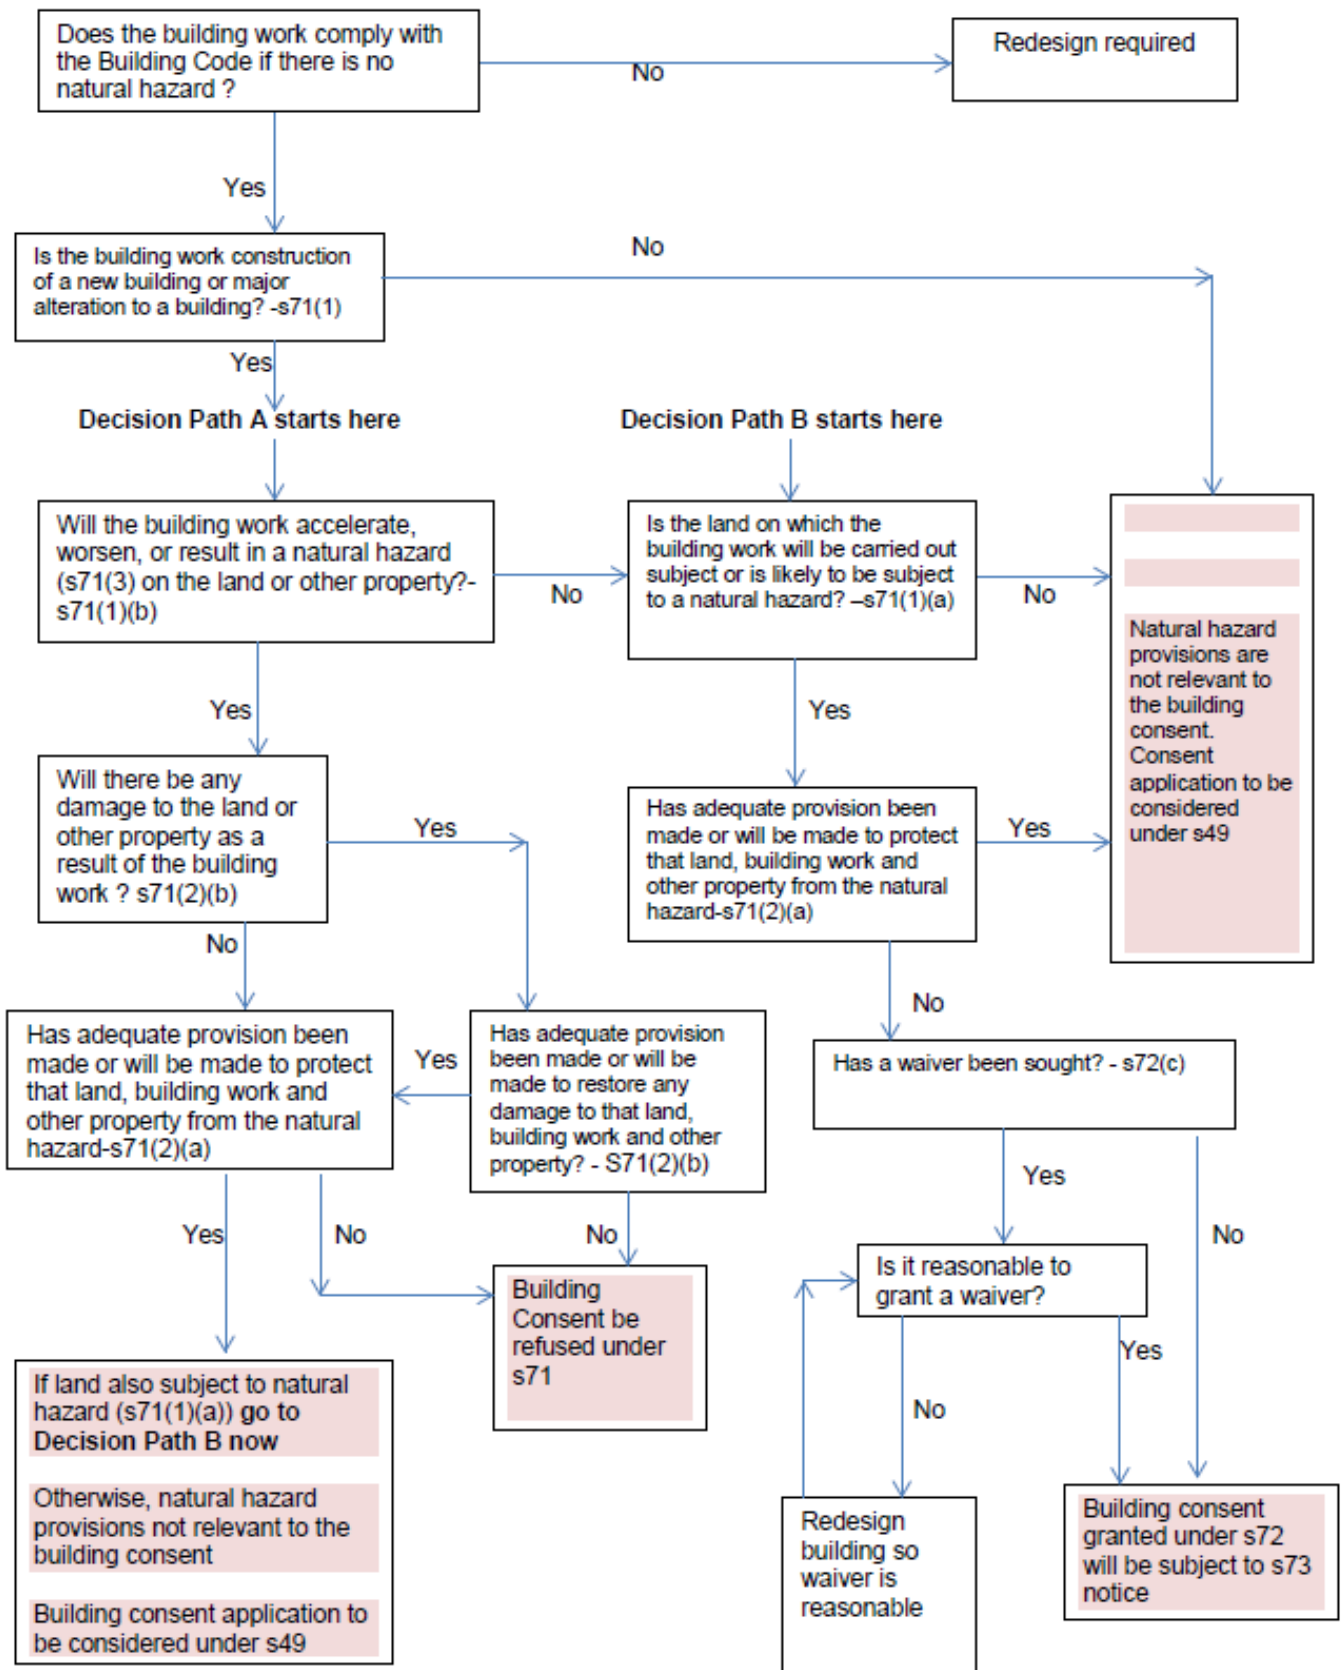 Does the building work comply with
the Building Code if there is no
natural hazard ?
No
Redesign required
Yes
Is the building work construction
of a new building or major
alteration to a building? -s71(1)
No
Yes
Decision Path A starts here
Decision Path B starts here
Will the building work accelerate,
worsen, or result in a natural hazard
(s71(3) on the land or other property?-
s71(1)(b)
No
Is the land on which the
building work will be carried out
subject or is likely to be subject
to a natural hazard? –s71(1)(a)
No
Natural hazard
provisions are
not relevant to
the building
consent.
Consent
application to be
considered
under s49
Yes
Yes
Will there be any
damage to the land or
other property as a
result of the building
work ? s71(2)(b)
Yes
Has adequate provision been
made or will be made to protect
that land, building work and
other property from the natural
hazard-s71(2)(a)
Yes
No
No
Has adequate provision been
made or will be made to protect
that land, building work and
other property from the natural
hazard-s71(2)(a)
Yes
Has adequate provision
been made or will be
made to restore any
damage to that land,
building work and other
property? - S71(2)(b)
Has a waiver been sought? - s72(c)
Yes
No
No
Yes
No
Building
Consent be
refused under
s71
Is it reasonable to
grant a waiver?
Yes
No
If land also subject to natural
hazard (s71(1)(a)) go to
Decision Path B now
Otherwise, natural hazard
provisions not relevant to the
building consent
Building consent application to
be considered under s49
Redesign
building so
waiver is
reasonable
Building consent
granted under s72
will be subject to s73
notice